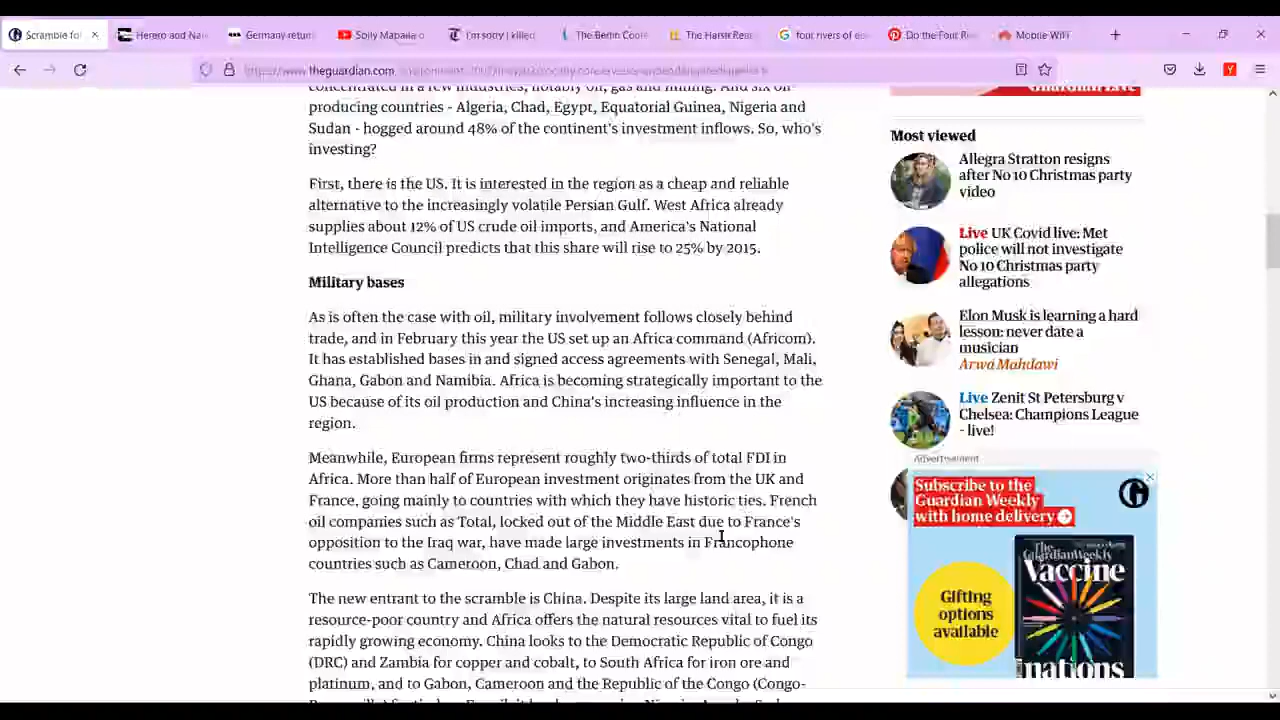 Scramble fo
Herero and Na
Germany return
I'm sorry I killed
The Berlin Con
four rivers of e
Do the Four Ri
Mobile WiFi
www.theguardian.com
concentrated in a few industries, notably oil, gas and mining. And six oil-
producing countries - Algeria, Chad, Egypt, Equatorial Guinea, Nigeria and
Sudan - hogged around 48% of the continent's investment inflows. So, who's
investing?
First, there is the US. It is interested in the region as a cheap and reliable
alternative to the increasingly volatile Persian Gulf. West Africa already
supplies about 12% of US crude oil imports, and America's National
Intelligence Council predicts that this share will rise to 25% by 2015.
Military bases
As is often the case with oil, military involvement follows closely behind
trade, and in February this year the US set up an Africa command (Africom).
It has established bases in and signed access agreements with Senegal, Mali,
Ghana, Gabon and Namibia. Africa is becoming strategically important to the
US because of its oil production and China's increasing influence in the
region.
Meanwhile, European firms represent roughly two-thirds of total FDI in
Africa. More than half of European investment originates from the UK and
France, going mainly to countries with which they have historic ties. French
oil companies such as Total, locked out of the Middle East due to France's
opposition to the Iraq war, have made large investments in Francophone
countries such as Cameroon, Chad and Gabon.
The new entrant to the scramble is China. Despite its large land area, it is a
resource-poor country and Africa offers the natural resources vital to fuel its
rapidly growing economy. China looks to the Democratic Republic of Congo
(DRC) and Zambia for copper and cobalt, to South Africa for iron ore and
platinum, and to Gabon, Cameroon and the Republic of the Congo (Congo-
Guardian Live
Most viewed
Allegra Stratton resigns
after No 10 Christmas party
video
Live UK Covid live: Met
police will not investigate
No 10 Christmas party
allegations
Elon Musk is learning a hard
lesson: never date a
musician
Arwa Mahdawi
Live Zenit St Petersburg v
Chelsea: Champions League
- live!
Advertisement
Subscribe to the
Guardian Weekly
with home delivery
The Guardian Weekly
Vaccine
nations
Gifting
options
available